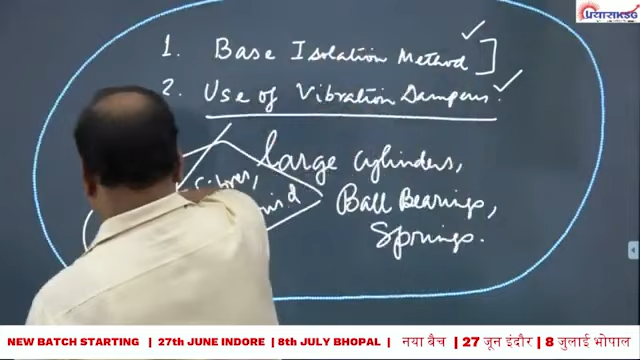 प्रयासKSG
1. Base Isolation Method
2. Use of Vibration Dampers.
Large cylinders,
Ball Bearings,
Springs.
NEW BATCH STARTING | 27th JUNE INDORE | 8th JULY BHOPAL | नया बैच | 27 जून इंदौर | 8 जुलाई भोपाल